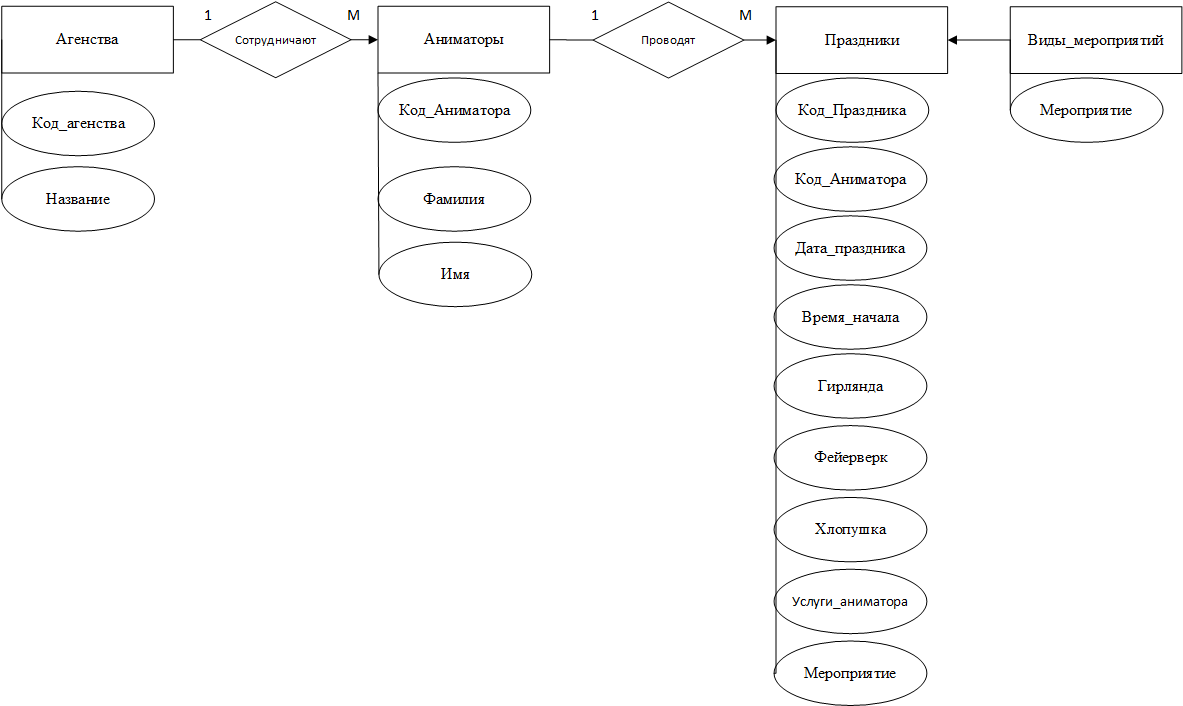 1
M
1
M
Агенства
Сотрудничают
Аниматоры
Проводят
Праздники
Виды_мероприятий
Код_агенства
Название
Код_Аниматора
Фамилия
Имя
Код_Праздника
Код_Аниматора
Дата_праздника
Время_начала
Гирлянда
Фейерверк
Хлопушка
Услуги_аниматора
Мероприятие
Мероприятие